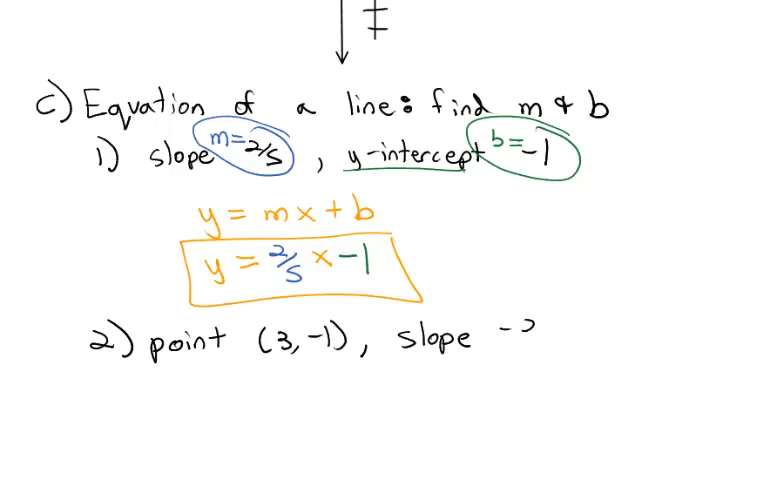 c) Equation of a line: find m & b
1) slope m=2/5, y-intercept b=-1
y = mx + b
y = 2/5 x -1
2) point (3,-1), slope